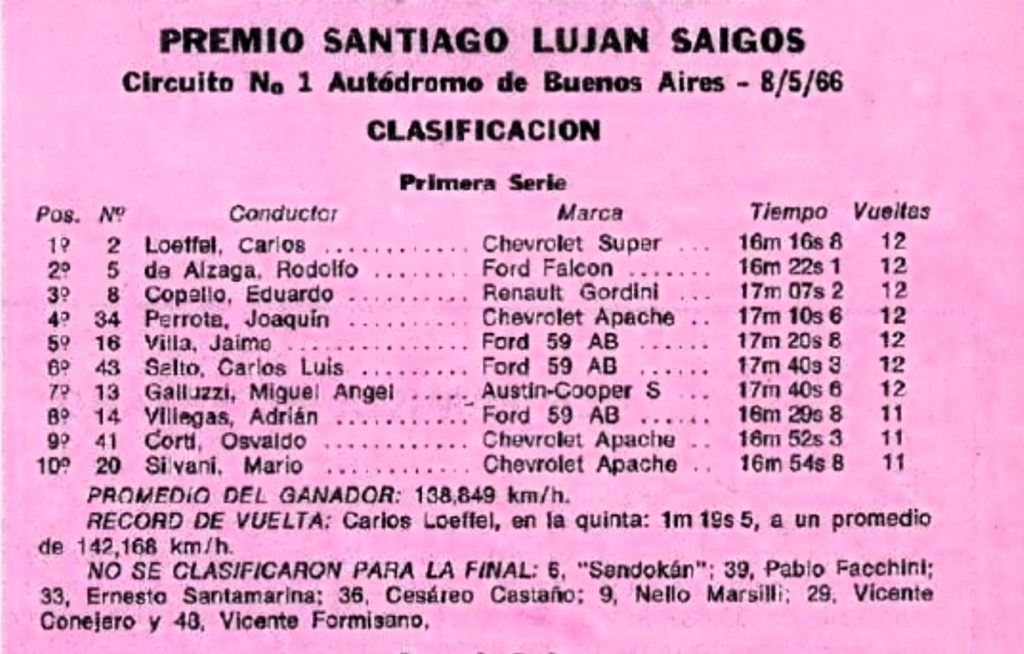 PREMIO SANTIAGO LUJAN SAIGOS
Circuito No 1 Autódromo de Buenos Aires - 8/5/66
CLASIFICACION
Primera Serie
Pos. Nº Conductor Marca Tiempo Vueltas
1º 2 Loeffel, Carlos ............ Chevrolet Super ... 16m 16s 8 12
2º 5 de Alzaga, Rodolfo ........ Ford Falcon ....... 16m 22s 1 12
3º 8 Copello, Eduardo .......... Renault Gordini ... 17m 07s 2 12
4º 34 Perrota, Joaquín .......... Chevrolet Apache .. 17m 10s 6 12
5º 16 Villa, Jaime ............... Ford 59 AB ...... 17m 20s 8 12
6º 43 Salto, Carlos Luis ......... Ford 59 AB ...... 17m 40s 3 12
7º 13 Galluzzi, Miguel Angel ..... Austin-Cooper S ... 17m 40s 6 12
8º 14 Villegas, Adrián ........... Ford 59 AB ...... 16m 29s 8 11
9º 41 Corti, Osvaldo ............ Chevrolet Apache .. 16m 52s 3 11
10º 20 Silvani, Mario ............ Chevrolet Apache .. 16m 54s 8 11
PROMEDIO DEL GANADOR: 138,849 km/h.
RECORD DE VUELTA: Carlos Loeffel, en la quinta: 1m 19s 5, a un promedio
de 142,168 km/h.
NO SE CLASIFICARON PARA LA FINAL: 6, "Sandokán"; 39, Pablo Facchini;
33, Ernesto Santamarina; 36, Cesáreo Castaño; 9, Nello Marsilli; 29, Vicente
Conejero y 48, Vicente Formisano.